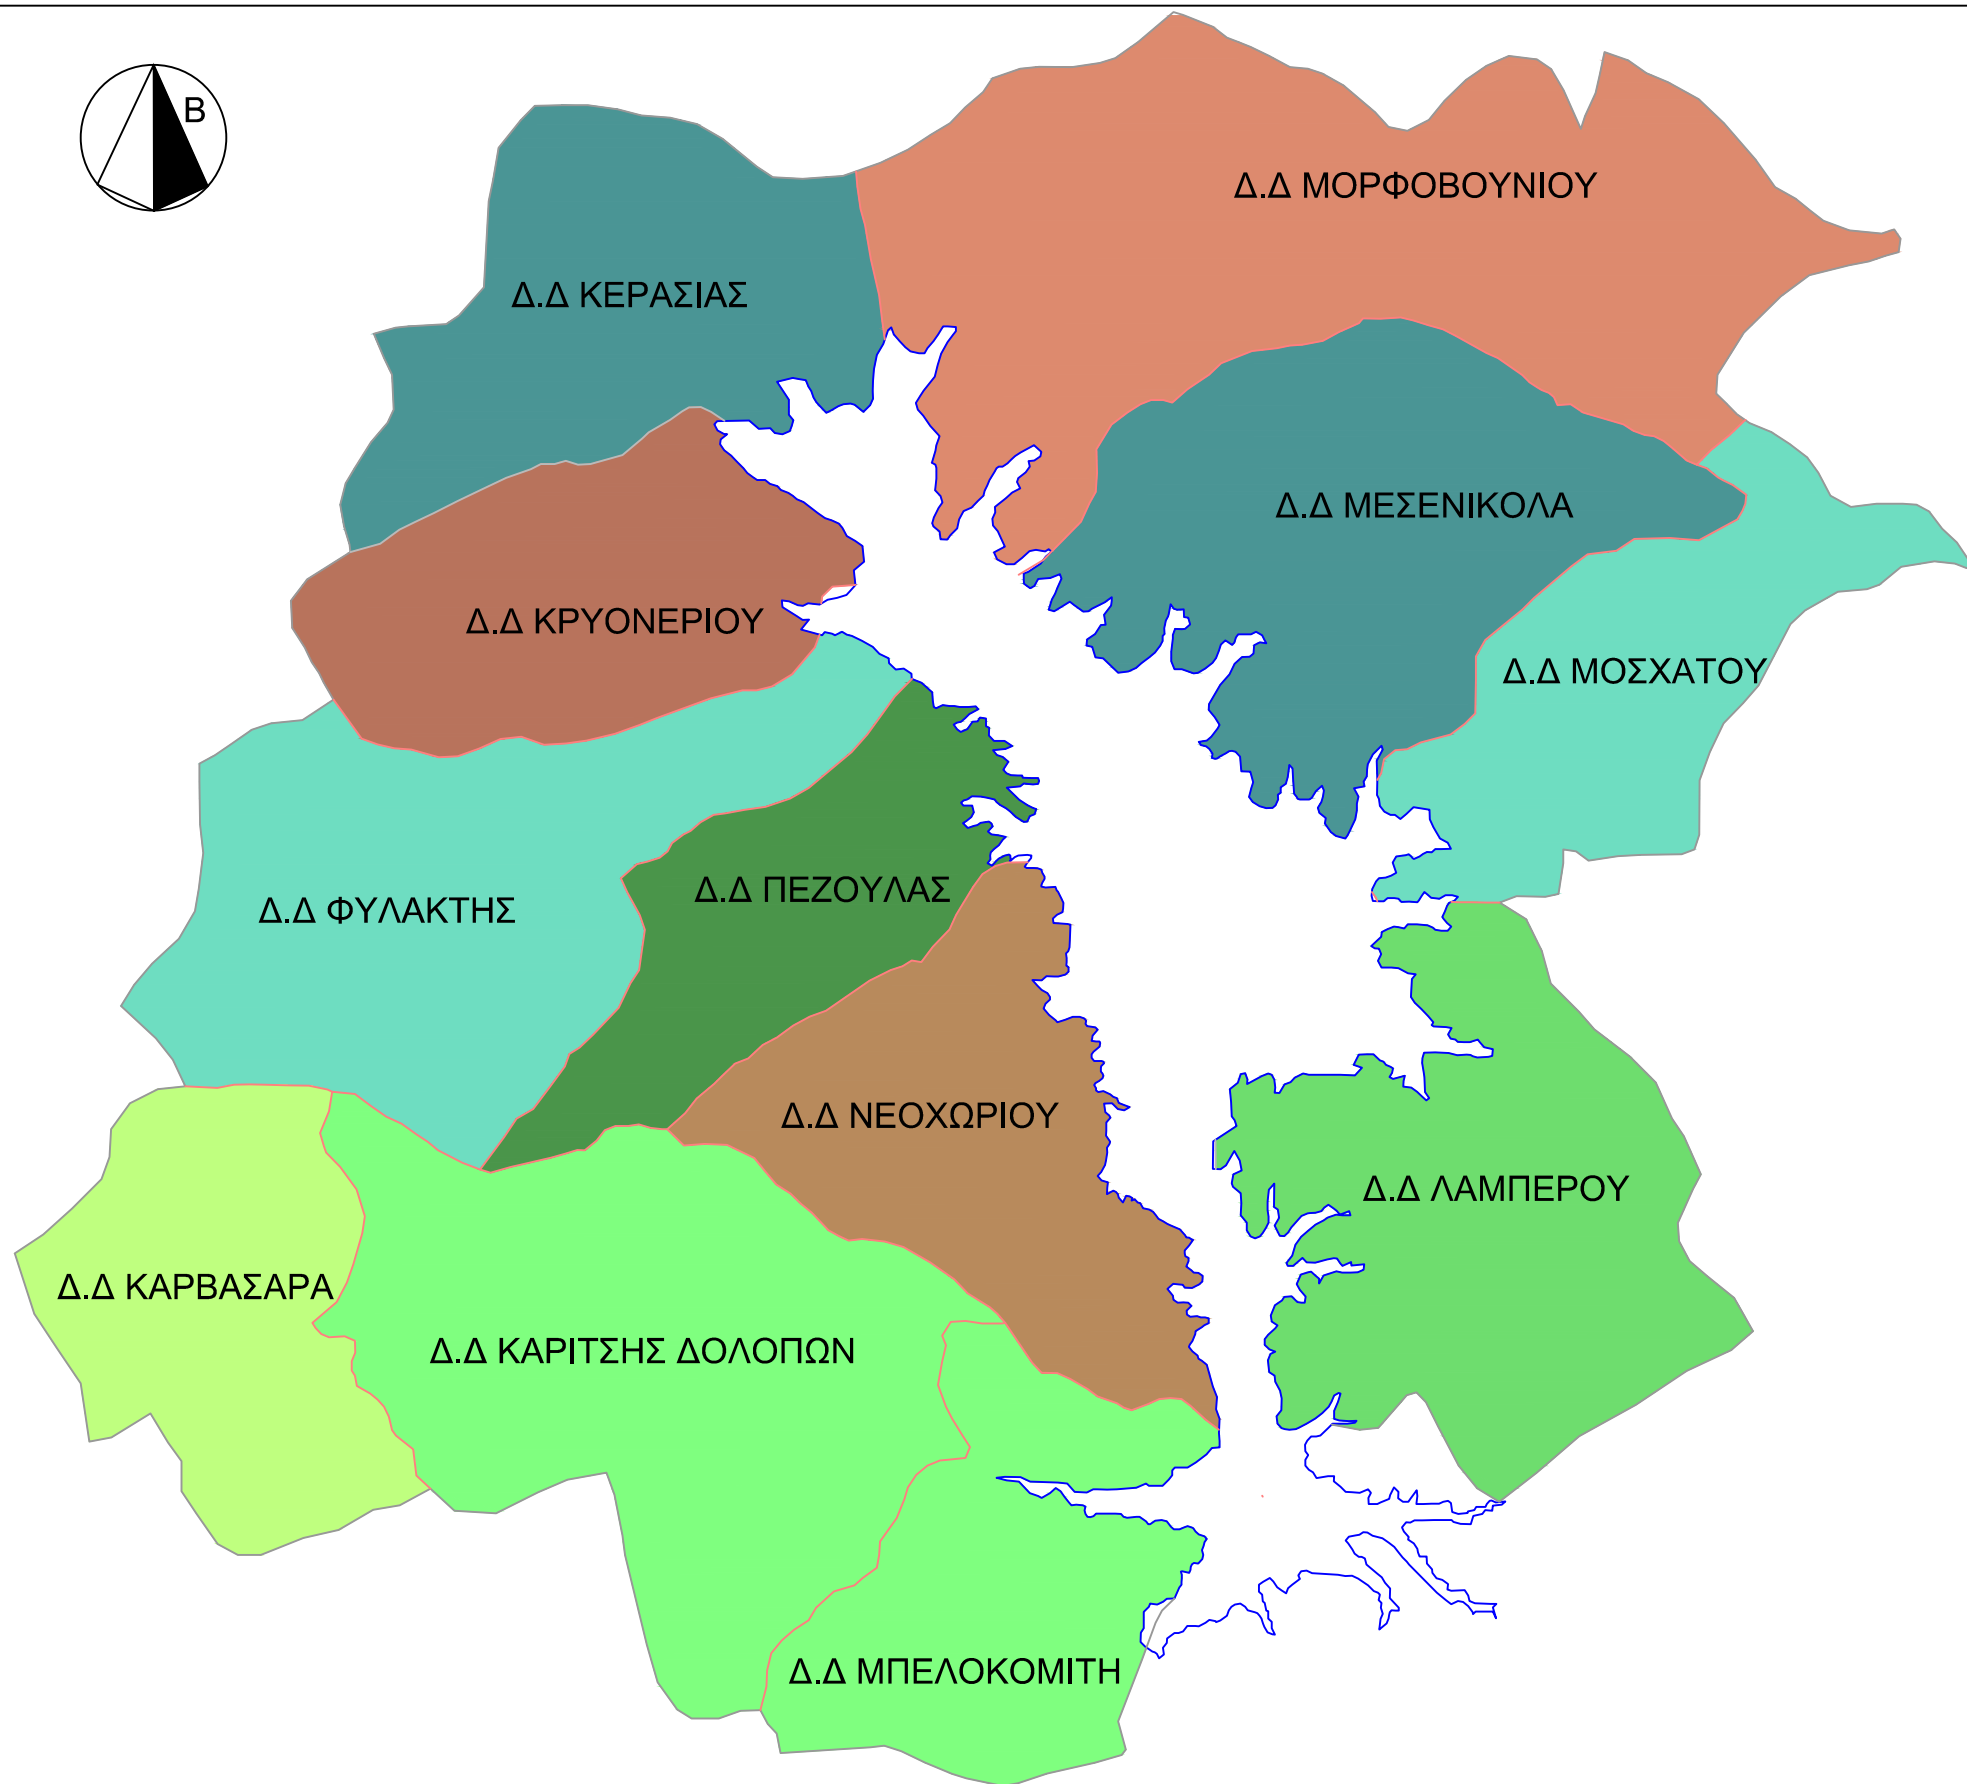 Β
Δ.Δ ΜΟΡΦΟΒΟΥΝΙΟΥ
Δ.Δ ΚΕΡΑΣΙΑΣ
Δ.Δ ΜΕΣΕΝΙΚΟΛΑ
Δ.Δ ΚΡΥΟΝΕΡΙΟΥ
Δ.Δ ΜΟΣΧΑΤΟΥ
Δ.Δ ΠΕΖΟΥΛΑΣ
Δ.Δ ΦΥΛΑΚΤΗΣ
Δ.Δ ΝΕΟΧΩΡΙΟΥ
Δ.Δ ΛΑΜΠΕΡΟΥ
Δ.Δ ΚΑΡΒΑΣΑΡΑ
Δ.Δ ΚΑΡΙΤΣΗΣ ΔΟΛΟΠΩΝ
Δ.Δ ΜΠΕΛΟΚΟΜΙΤΗ